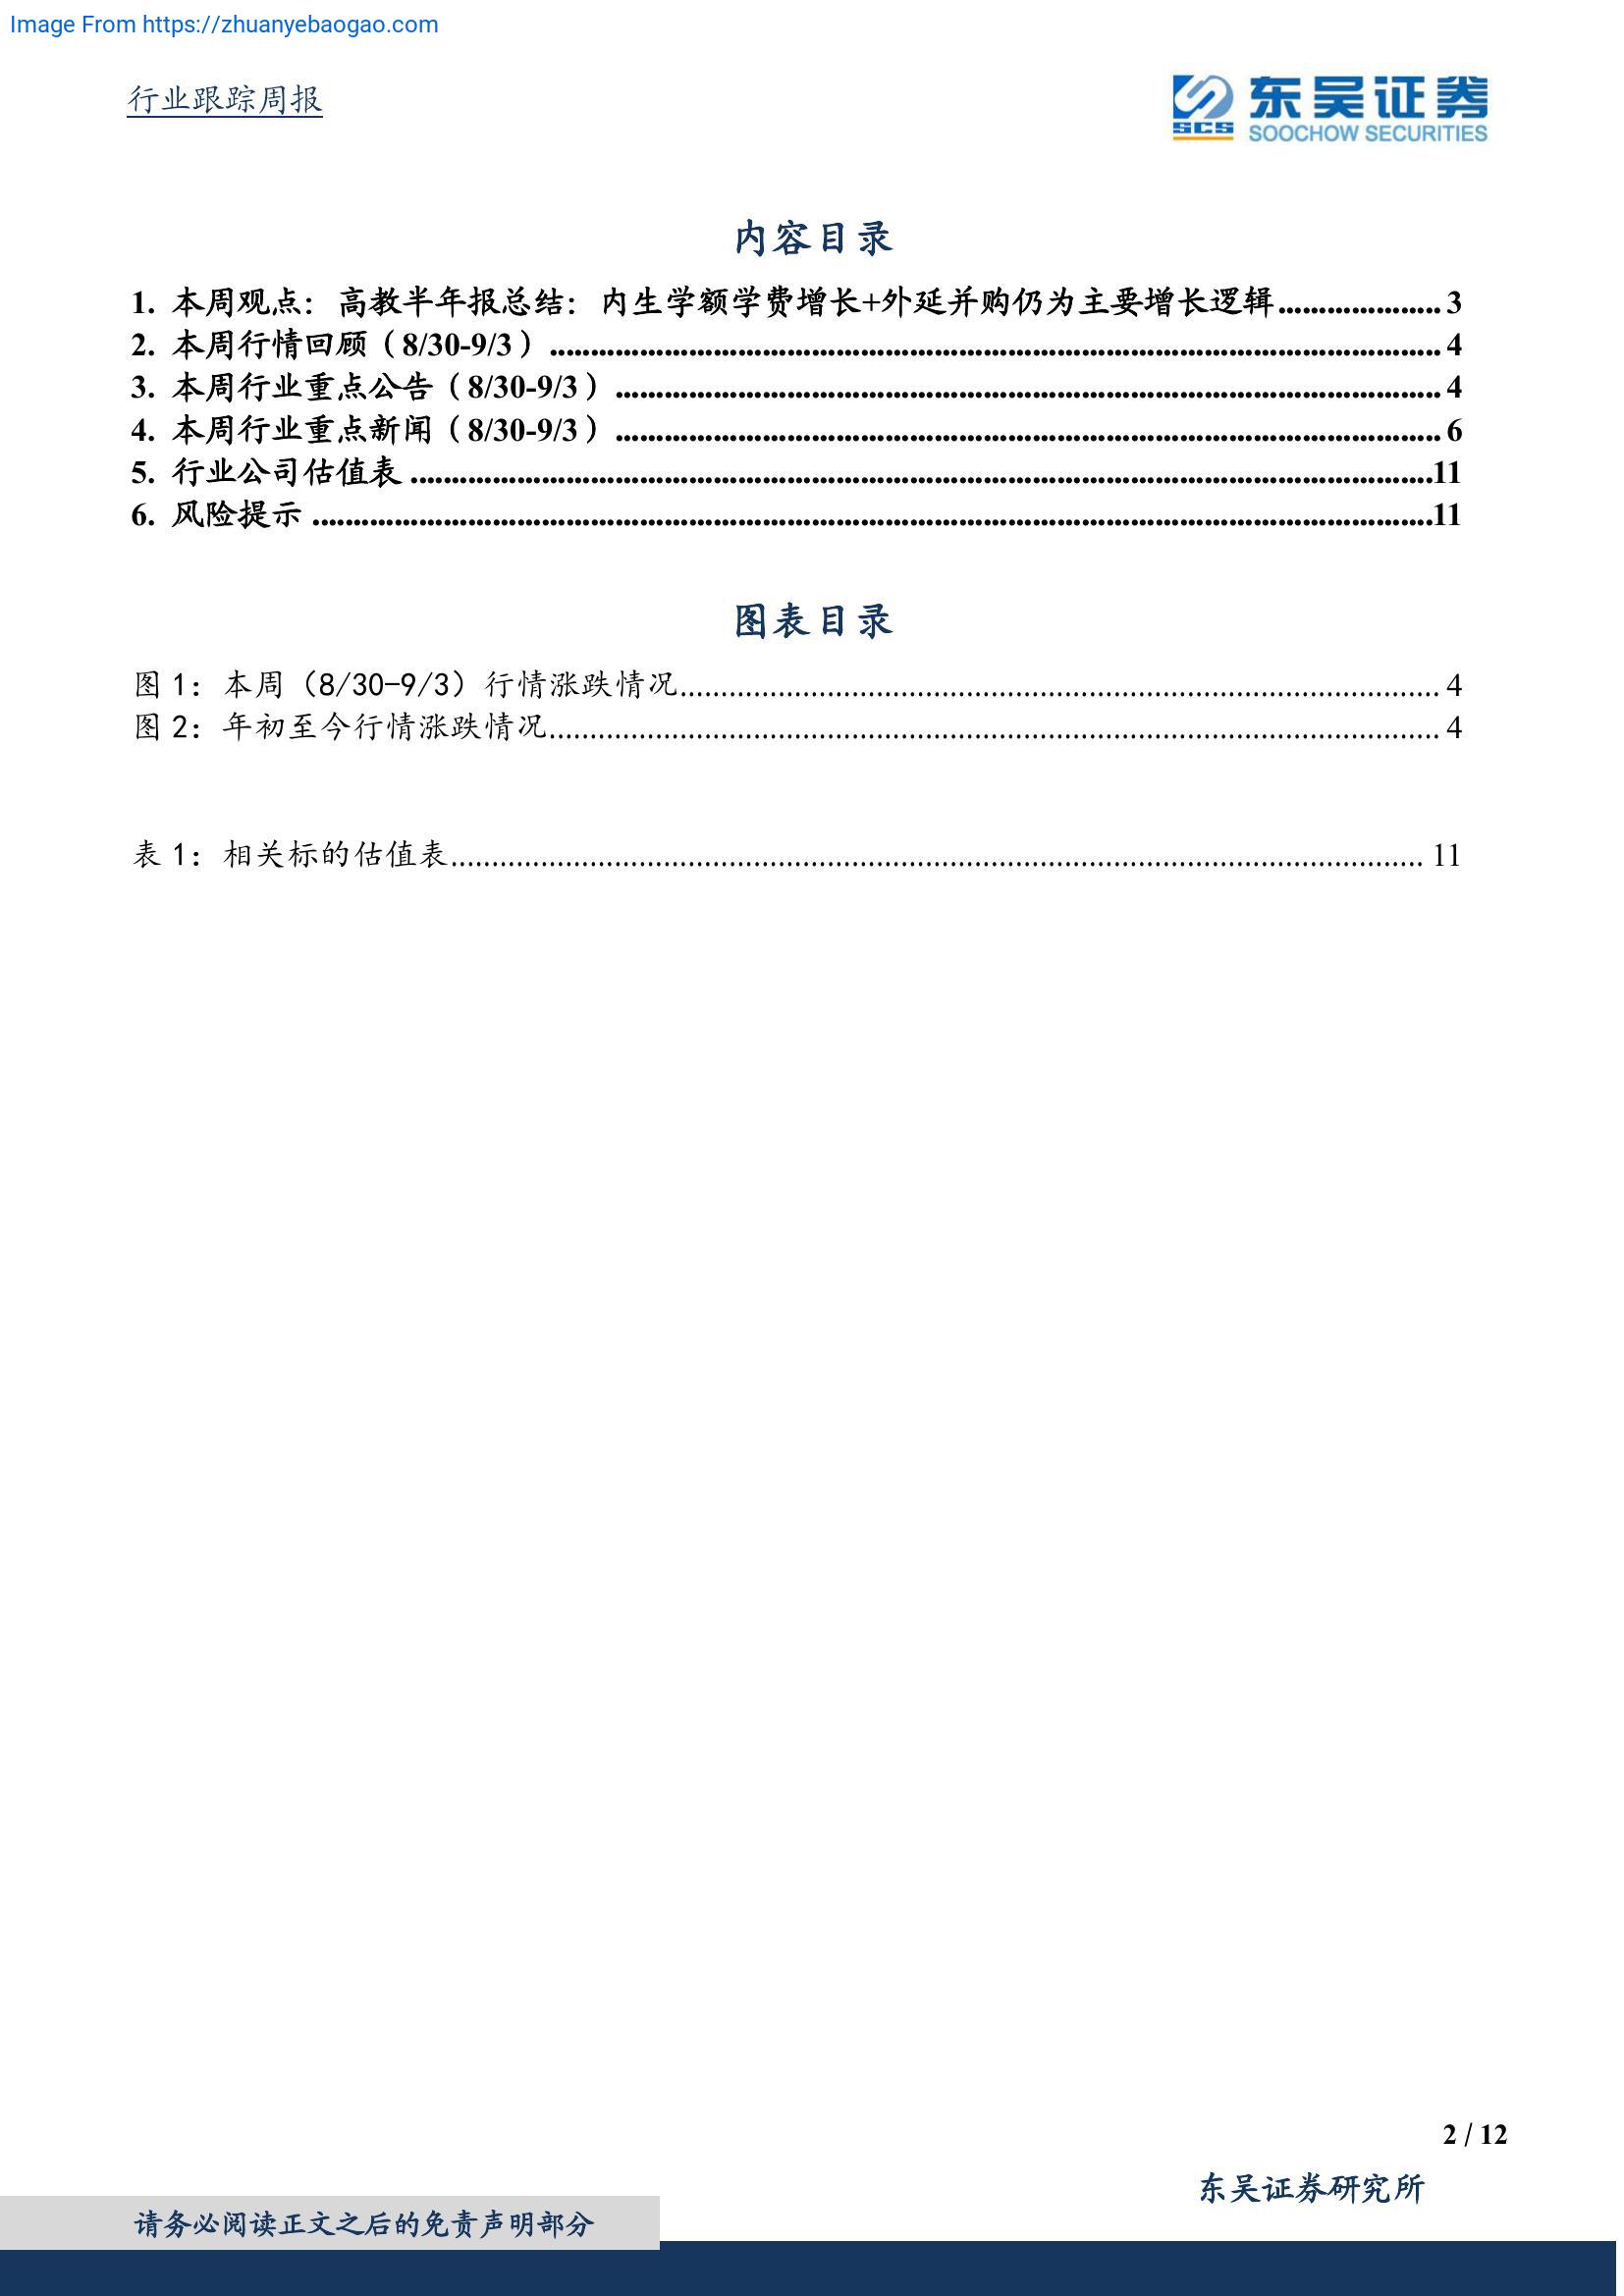 Image From https://zhuanyebaogao.com
行业跟踪周报
SCS
东吴证券
SOOCHOW SECURITIES
内容目录
1. 本周观点：高教半年报总结：内生学额学费增长+外延并购仍为主要增长逻辑.................... 3
2. 本周行情回顾（8/30-9/3）.................... 4
3. 本周行业重点公告（8/30-9/3）.................... 4
4. 本周行业重点新闻（8/30-9/3）.................... 6
5. 行业公司估值表....................11
6. 风险提示....................11
图表目录
图 1：本周（8/30-9/3）行情涨跌情况.................... 4
图 2：年初至今行情涨跌情况.................... 4
表 1：相关标的估值表.................... 11
2 / 12
东吴证券研究所
请务必阅读正文之后的免责声明部分